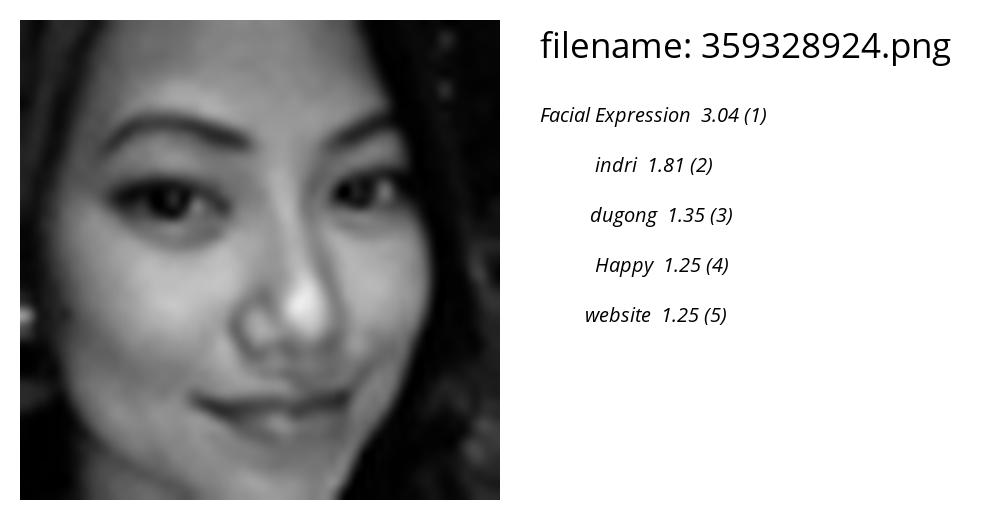 filename: 359328924.png
Facial Expression 3.04 (1)
indri 1.81 (2)
dugong 1.35 (3)
Happy 1.25 (4)
website 1.25 (5)